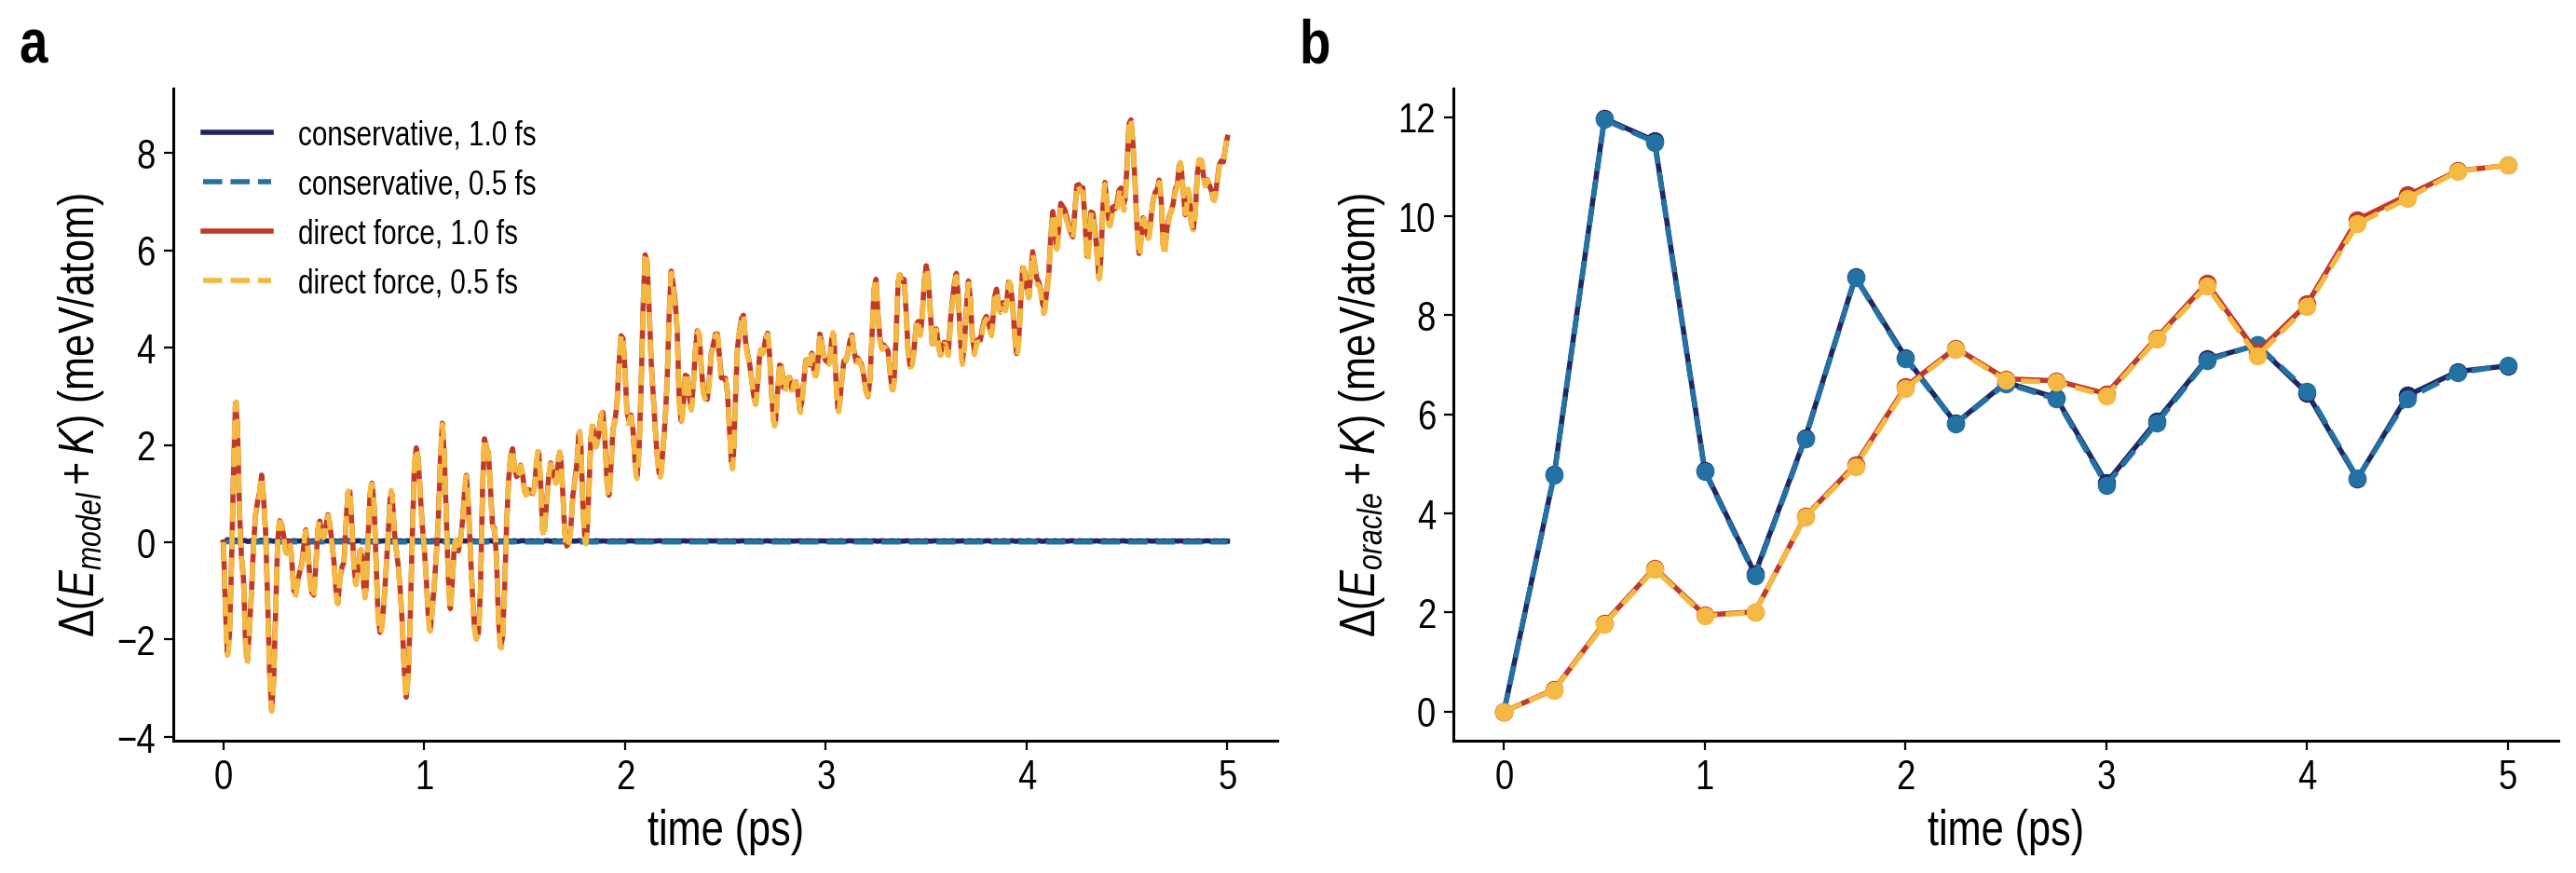 a
8
6
4
2
0
−2
−4
Δ(E_model + K) (meV/atom)
conservative, 1.0 fs
conservative, 0.5 fs
direct force, 1.0 fs
direct force, 0.5 fs
0 1 2 3 4 5
time (ps)
b
12
10
8
6
4
2
0
Δ(E_oracle + K) (meV/atom)
0 1 2 3 4 5
time (ps)